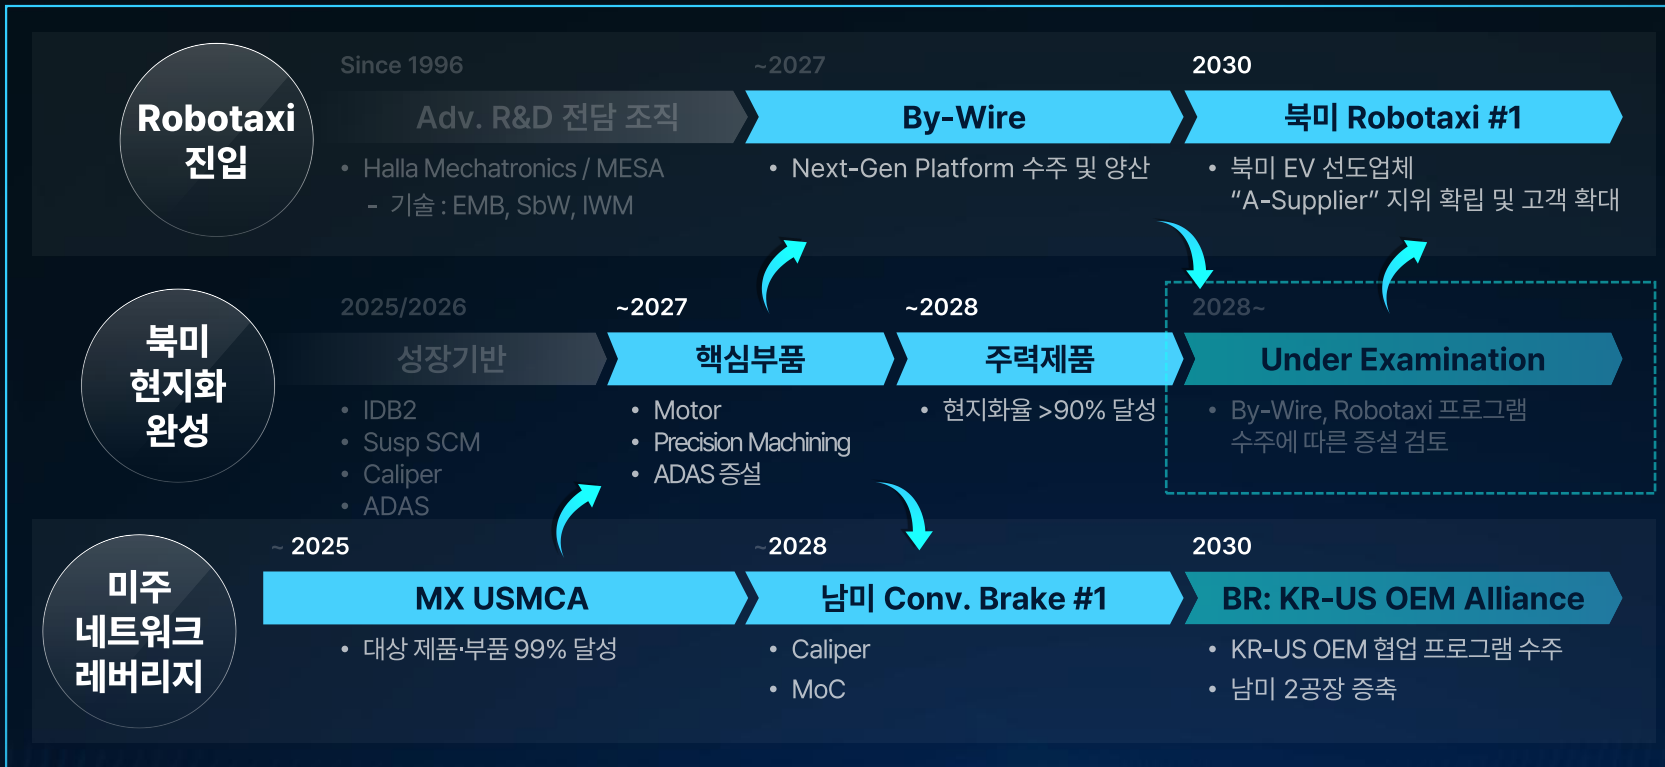 Robotaxi
진입
Since 1996
Adv. R&D 전담 조직
• Halla Mechatronics / MESA
- 기술 : EMB, SbW, IWM
~2027
By-Wire
• Next-Gen Platform 수주 및 양산
2030
북미 Robotaxi #1
• 북미 EV 선도업체
“A-Supplier” 지위 확립 및 고객 확대
북미
현지화
완성
2025/2026
성장기반
• IDB2
• Susp SCM
• Caliper
• ADAS
~2027
핵심부품
• Motor
• Precision Machining
• ADAS 증설
~2028
주력제품
• 현지화율 >90% 달성
2028~
Under Examination
• By-Wire, Robotaxi 프로그램
수주에 따른 증설 검토
미주
네트워크
레버리지
~ 2025
MX USMCA
• 대상 제품·부품 99% 달성
~2028
남미 Conv. Brake #1
• Caliper
• MoC
2030
BR: KR-US OEM Alliance
• KR-US OEM 협업 프로그램 수주
• 남미 2공장 증축